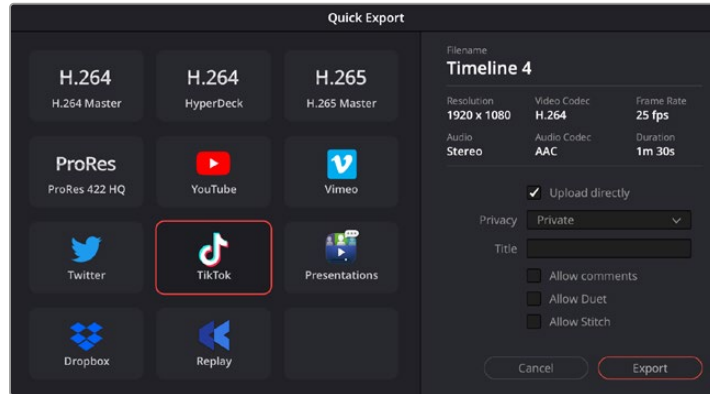 Quick Export
H.264
H.264 Master
H.264
HyperDeck
H.265
H.265 Master
ProRes
ProRes 422 HQ
YouTube
Vimeo
Twitter
TikTok
Presentations
Dropbox
Replay
Filename
Timeline 4
Resolution Video Codec Frame Rate
1920 x 1080 H.264 25 fps
Audio Audio Codec Duration
Stereo AAC 1m 30s
Upload directly
Privacy Private
Title
Allow comments
Allow Duet
Allow Stitch
Cancel Export